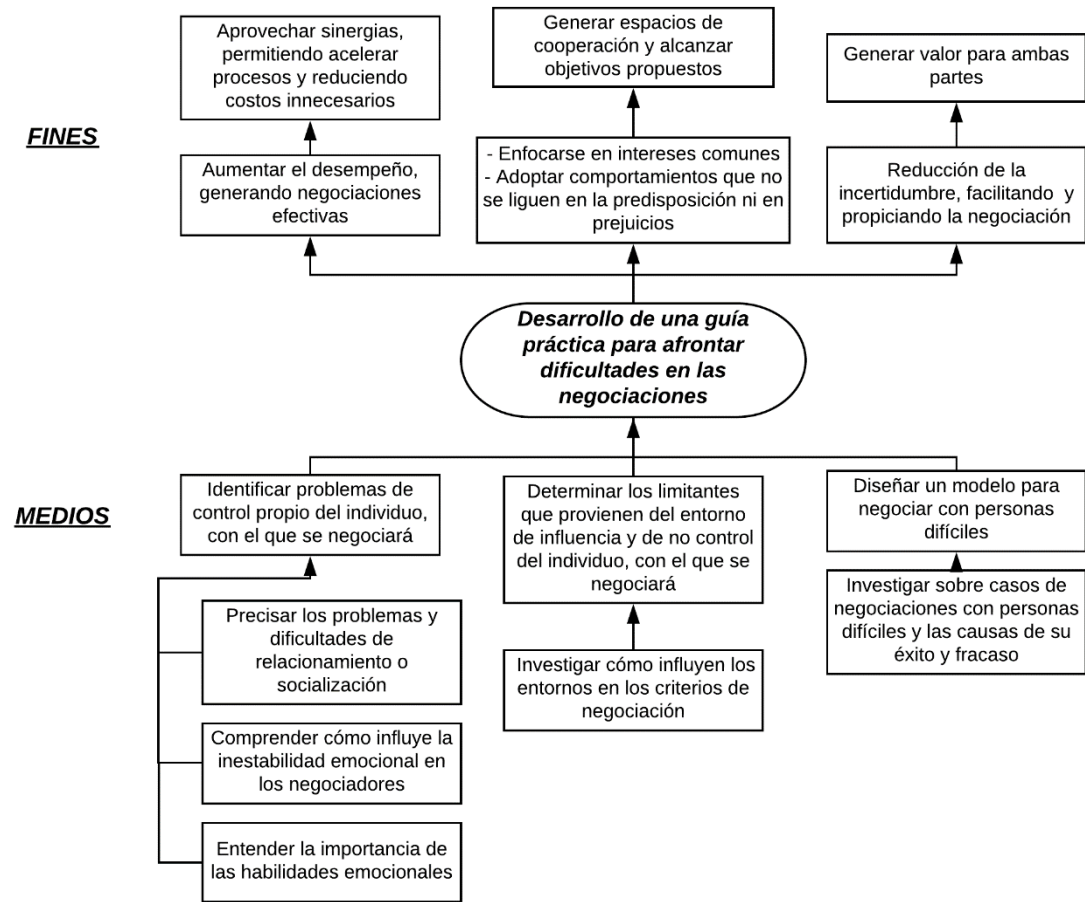 Aprovechar sinergias,
permitiendo acelerar
procesos y reduciendo
costos innecesarios
Generar espacios de
cooperación y alcanzar
objetivos propuestos
Generar valor para ambas
partes
FINES
Aumentar el desempeño,
generando negociaciones
efectivas
- Enfocarse en intereses comunes
- Adoptar comportamientos que no
se liguen en la predisposición ni en
prejuicios
Reducción de la
incertidumbre, facilitando y
propiciando la negociación
Desarrollo de una guía
práctica para afrontar
dificultades en las
negociaciones
MEDIOS
Identificar problemas de
control propio del individuo,
con el que se negociará
Determinar los limitantes
que provienen del entorno
de influencia y de no control
del individuo, con el que se
negociará
Diseñar un modelo para
negociar con personas
difíciles
Precisar los problemas y
dificultades de
relacionamiento o
socialización
Investigar cómo influyen los
entornos en los criterios de
negociación
Investigar sobre casos de
negociaciones con personas
difíciles y las causas de su
éxito y fracaso
Comprender cómo influye la
inestabilidad emocional en
los negociadores
Entender la importancia de
las habilidades emocionales